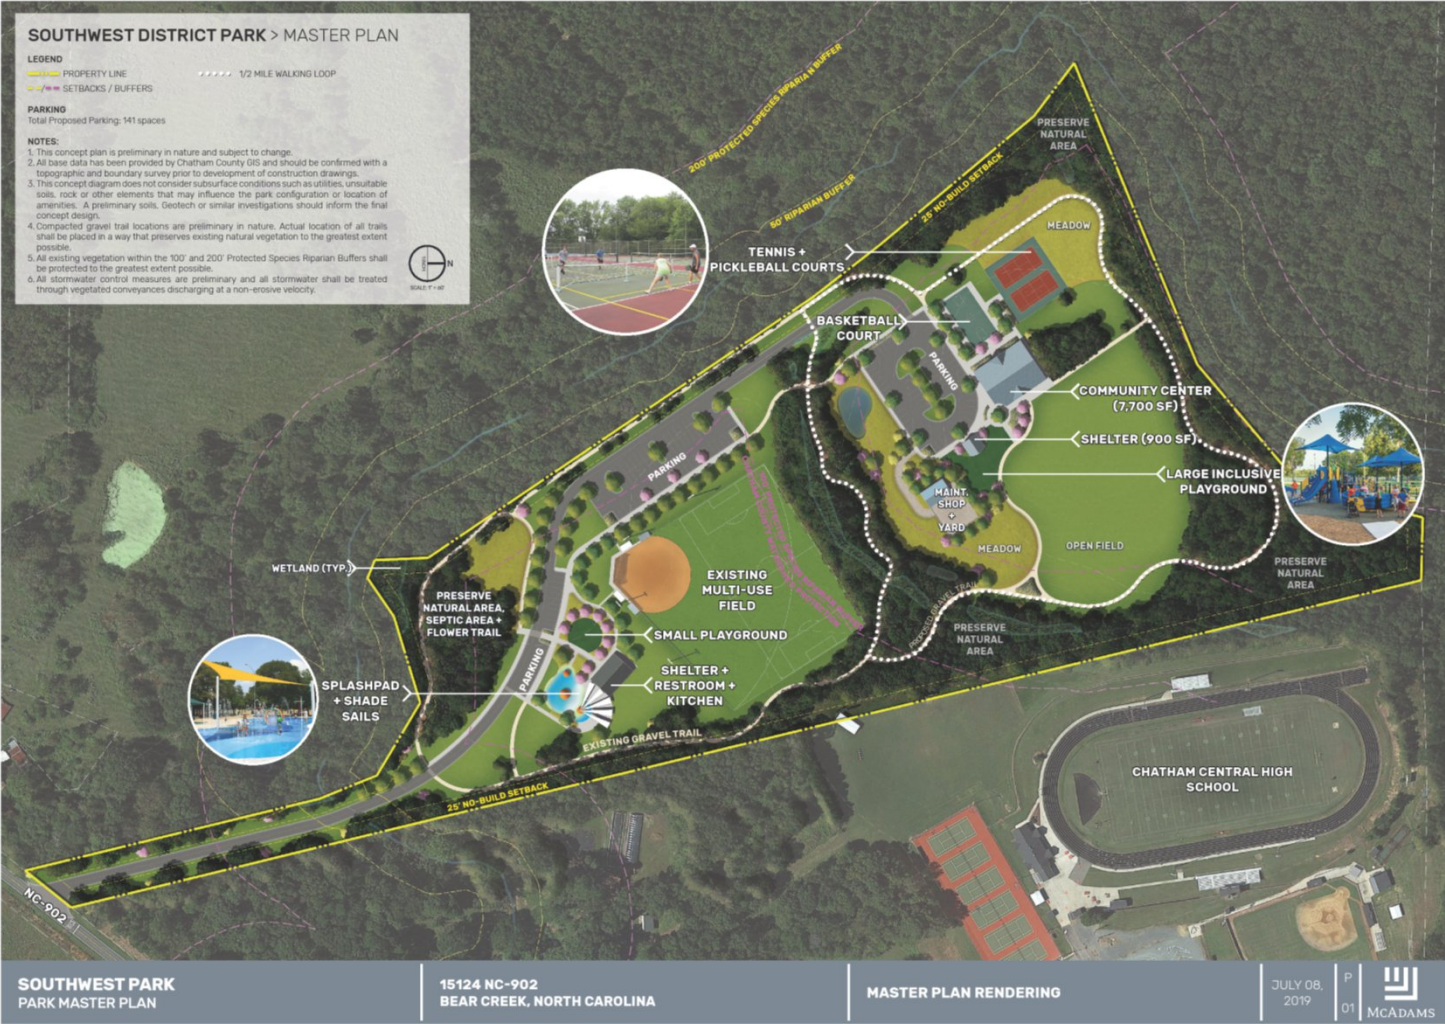 SOUTHWEST DISTRICT PARK > MASTER PLAN
LEGEND
PROPERTY LINE
1/2 MILE WALKING LOOP
SETBACKS / BUFFERS
PARKING
Total Proposed Parking: 141 spaces
NOTES:
1. This concept plan is preliminary in nature and subject to change.
2. All base data has been provided by Chatham County GIS and should be confirmed with a
topographic and boundary survey prior to development of construction drawings.
3. This concept diagram does not consider subsurface conditions such as utilities, unsuitable
soils, rock or other elements that may influence the park configuration or location of
amenities. A preliminary soils, Geotech or similar investigations should inform the final
concept design.
4. Compacted gravel trail locations are preliminary in nature. Actual location of all trails
shall be placed in a way that preserves existing natural vegetation to the greatest extent
possible.
5. All existing vegetation within the 100' and 200' Protected Species Riparian Buffers shall
be protected to the greatest extent possible.
6. All stormwater control measures are preliminary and all stormwater shall be treated
through vegetated conveyances discharging at a non-erosive velocity.
N
200' PROTECTED SPECIES RIPARIAN BUFFER
50' RIPARIAN BUFFER
25' NO-BUILD SETBACK
PRESERVE
NATURAL
AREA
MEADOW
TENNIS +
PICKLEBALL COURTS
BASKETBALL
COURT
PARKING
COMMUNITY CENTER
(7,700 SF)
SHELTER (900 SF)
LARGE INCLUSIVE
PLAYGROUND
MAINT.
SHOP
+
YARD
MEADOW
OPEN FIELD
PRESERVE
NATURAL
AREA
PARKING
WETLAND (TYP.)
PRESERVE
NATURAL AREA,
SEPTIC AREA +
FLOWER TRAIL
EXISTING
MULTI-USE
FIELD
SMALL PLAYGROUND
PARKING
SHELTER +
RESTROOM +
KITCHEN
SPLASHPAD
+ SHADE
SAILS
PROPOSED GRAVEL TRAIL
PRESERVE
NATURAL
AREA
EXISTING GRAVEL TRAIL
25' NO-BUILD SETBACK
CHATHAM CENTRAL HIGH
SCHOOL
NC-902
SOUTHWEST PARK
PARK MASTER PLAN
15124 NC-902
BEAR CREEK, NORTH CAROLINA
MASTER PLAN RENDERING
JULY 08,
2019
P
01
MCADAMS